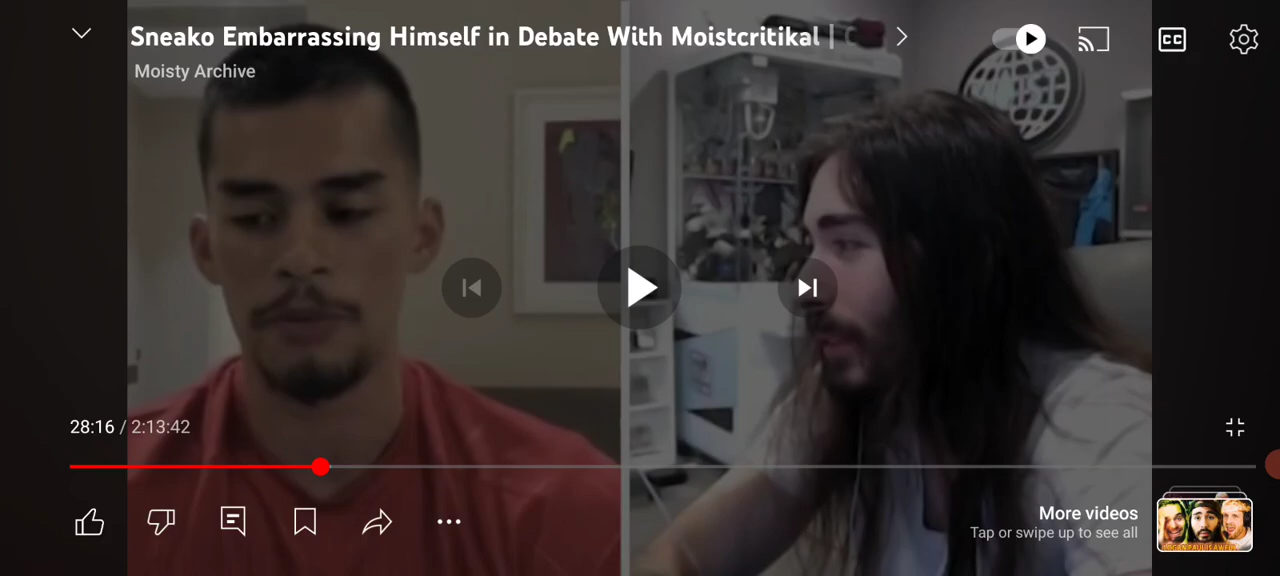 Sneako Embarrassing Himself in Debate With Moistcritikal |
Moisty Archive
CC
28:16 / 2:13:42
More videos
Tap or swipe up to see all